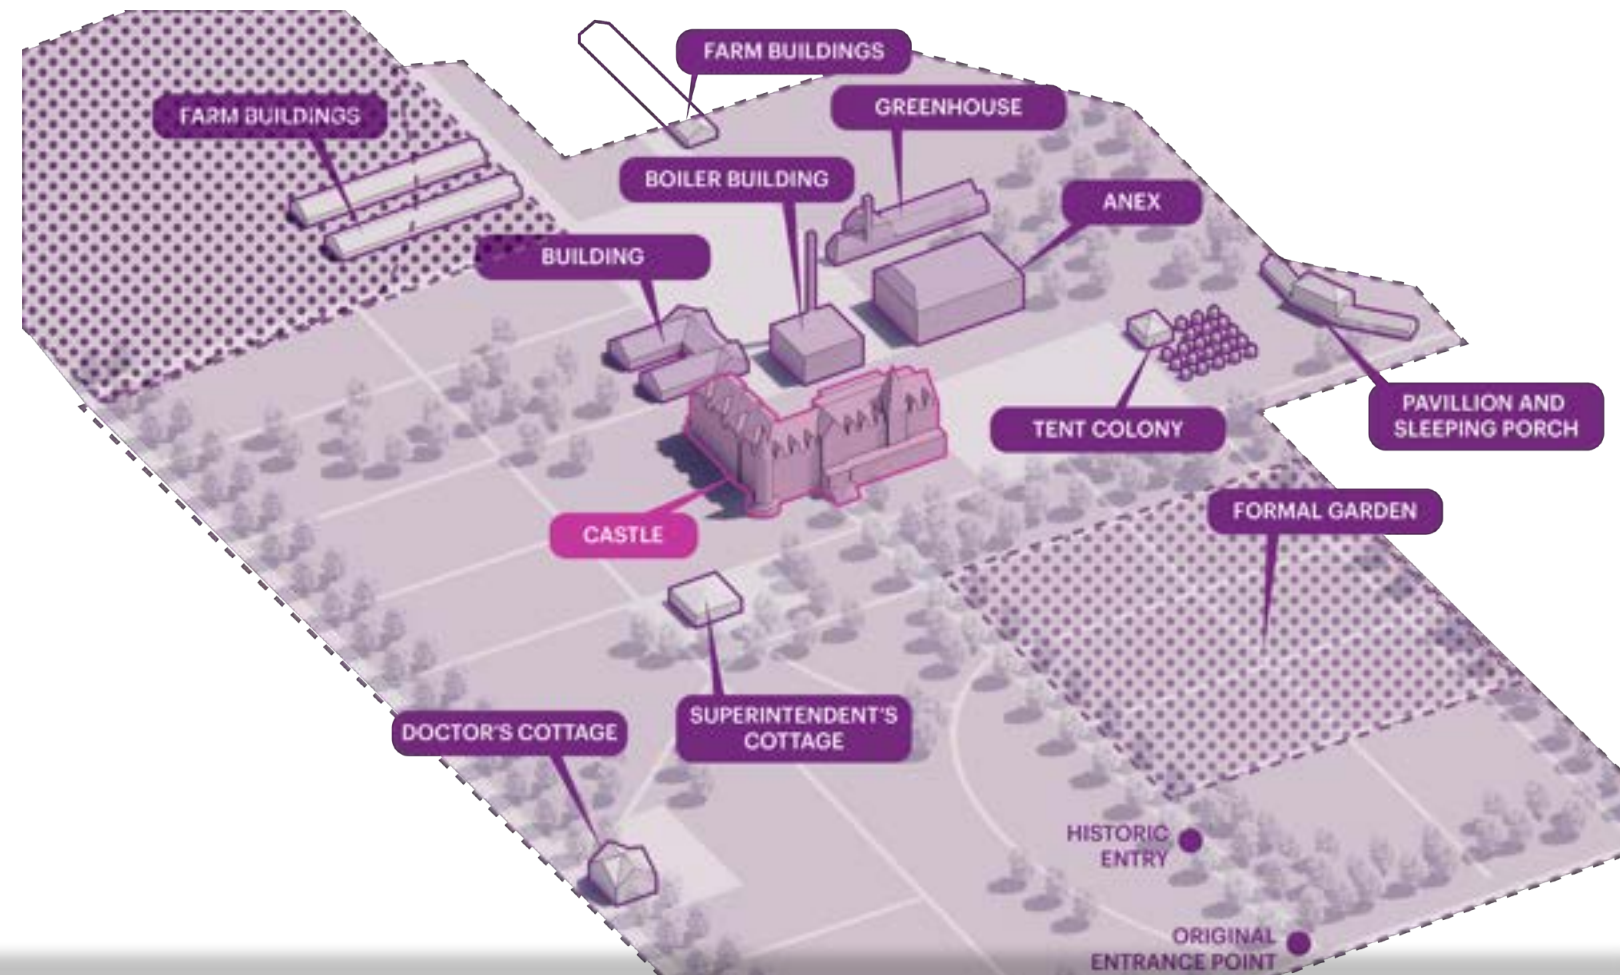 FARM BUILDINGS
FARM BUILDINGS
GREENHOUSE
BOILER BUILDING
ANEX
BUILDING
PAVILLION AND
SLEEPING PORCH
TENT COLONY
FORMAL GARDEN
CASTLE
SUPERINTENDENT'S
COTTAGE
DOCTOR'S COTTAGE
HISTORIC
ENTRY
ORIGINAL
ENTRANCE POINT